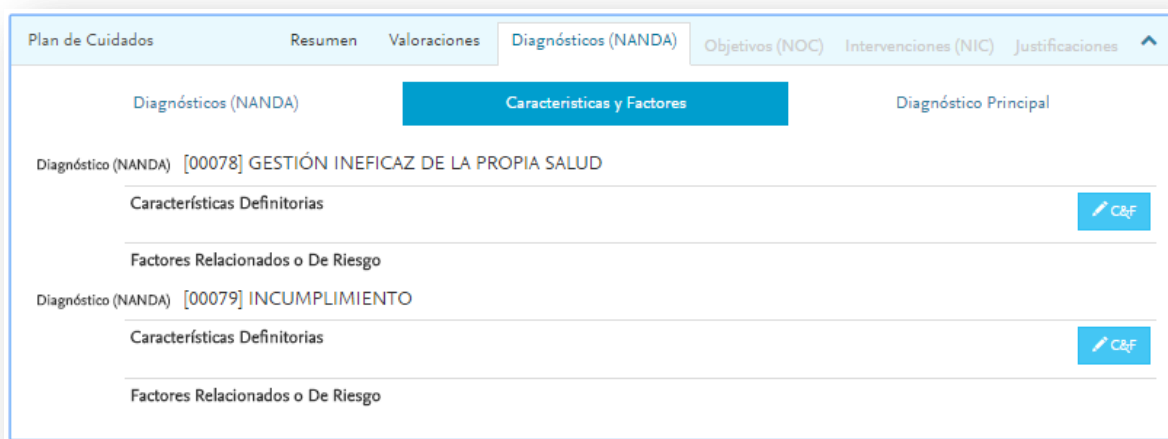 Plan de Cuidados Resumen Valoraciones Diagnósticos (NANDA) Objetivos (NOC) Intervenciones (NIC) Justificaciones
Diagnósticos (NANDA) Caracteristicas y Factores Diagnóstico Principal
Diagnóstico (NANDA) [00078] GESTIÓN INEFICAZ DE LA PROPIA SALUD
Características Definitorias C&F
Factores Relacionados o De Riesgo
Diagnóstico (NANDA) [00079] INCUMPLIMIENTO
Características Definitorias C&F
Factores Relacionados o De Riesgo